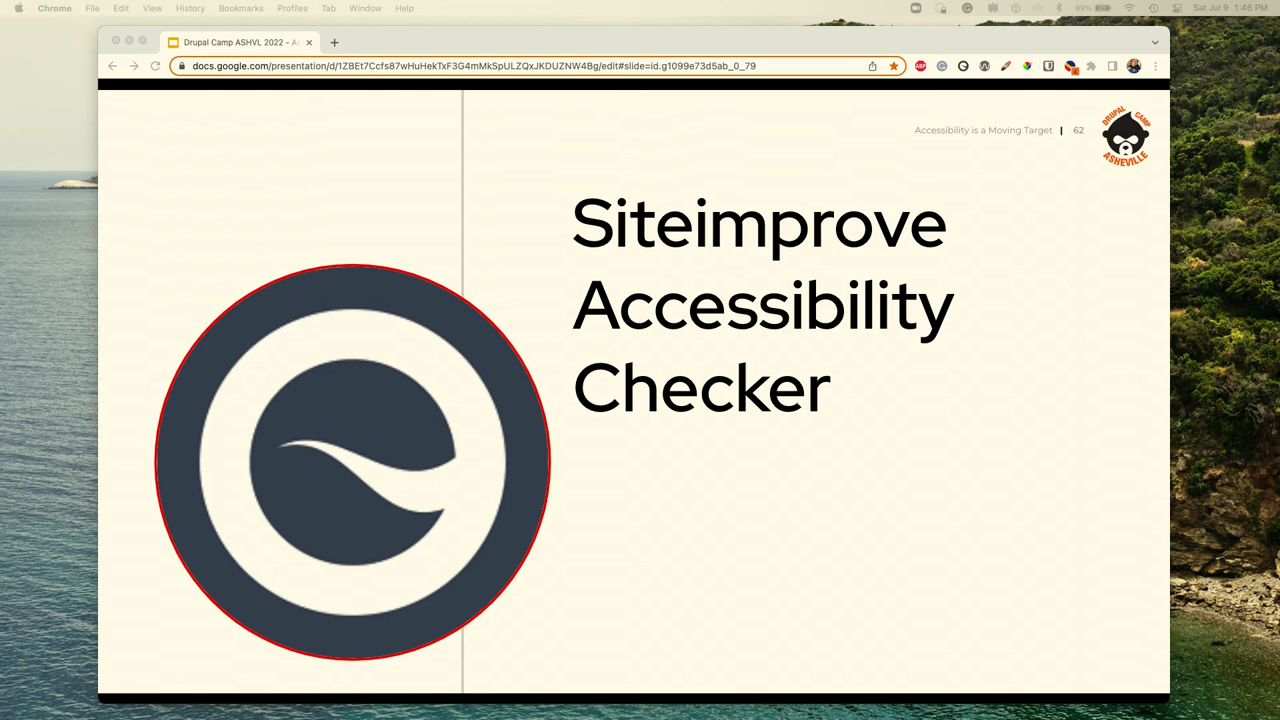 Chrome File Edit View History Bookmarks Profiles Tab Window Help 99% Sat Jul 9 1:46 PM
Drupal Camp ASHVL 2022 - A
docs.google.com/presentation/d/1ZBEt7Ccfs87wHuHekTxF3G4mMkSpULZQxJKDUZNW4Bg/edit#slide=id.g1099e73d5ab_0_79
ABP
Accessibility is a Moving Target | 62
DRUPAL CAMP
ASHEVILLE
Siteimprove
Accessibility
Checker